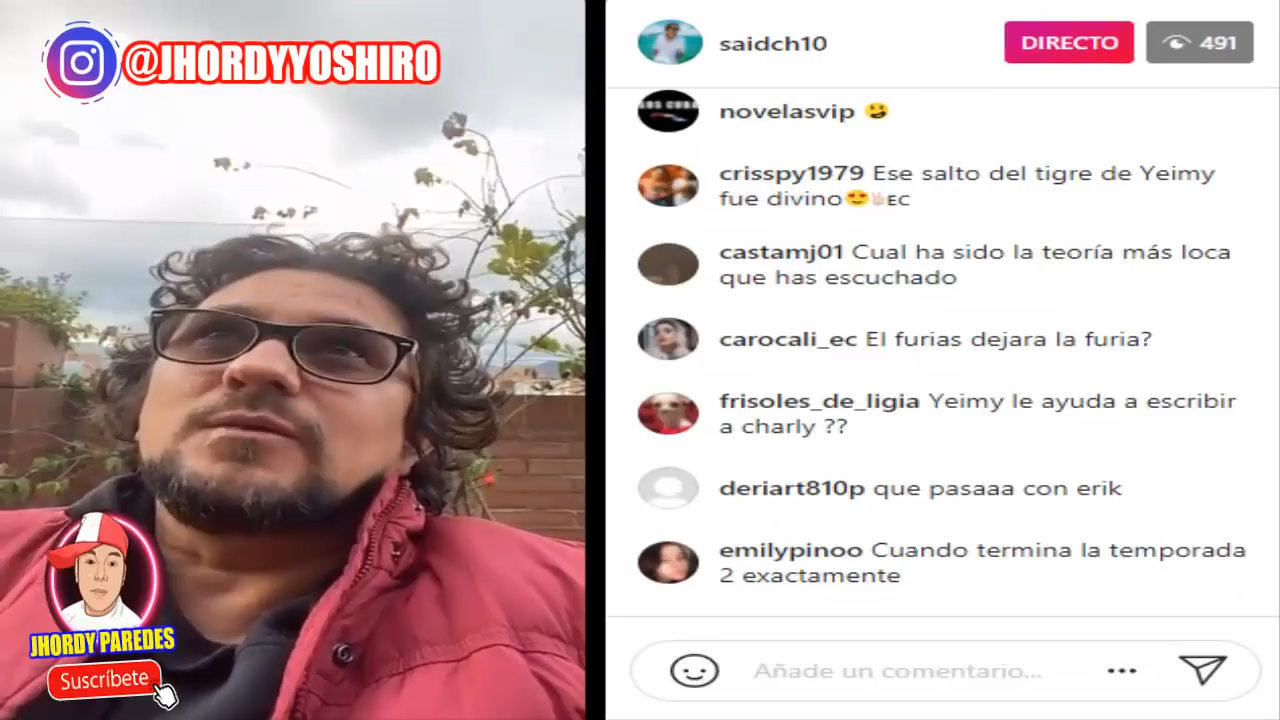 @JHORDYYOSHIRO
JHORDY PAREDES
Suscríbete
saidch10
DIRECTO
491
novelasvip 
crisspy1979 Ese salto del tigre de Yeimy
fue divino😍✌🏻EC
castamj01 Cual ha sido la teoría más loca
que has escuchado
carocali_ec El furias dejara la furia?
frisoles_de_ligia Yeimy le ayuda a escribir
a charly ??
deriart810p que pasaaa con erik
emilypinoo Cuando termina la temporada
2 exactamente
Añade un comentario...